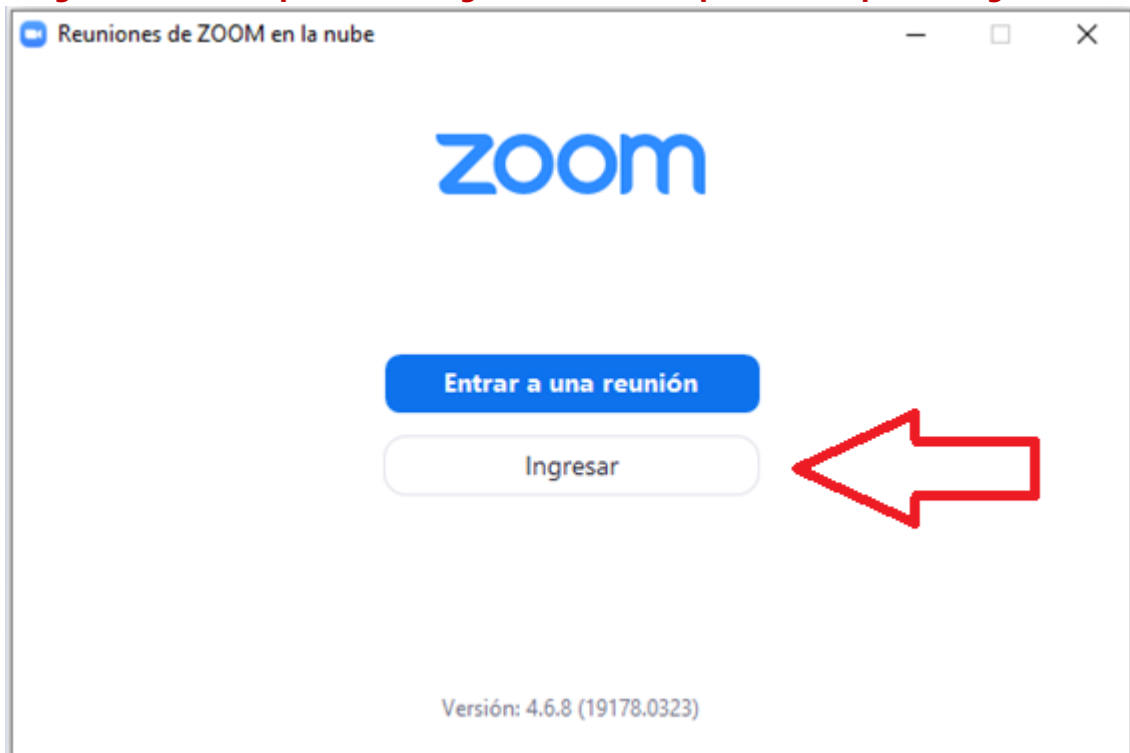 Reuniones de ZOOM en la nube
zoom
Entrar a una reunión
Ingresar
Versión: 4.6.8 (19178.0323)